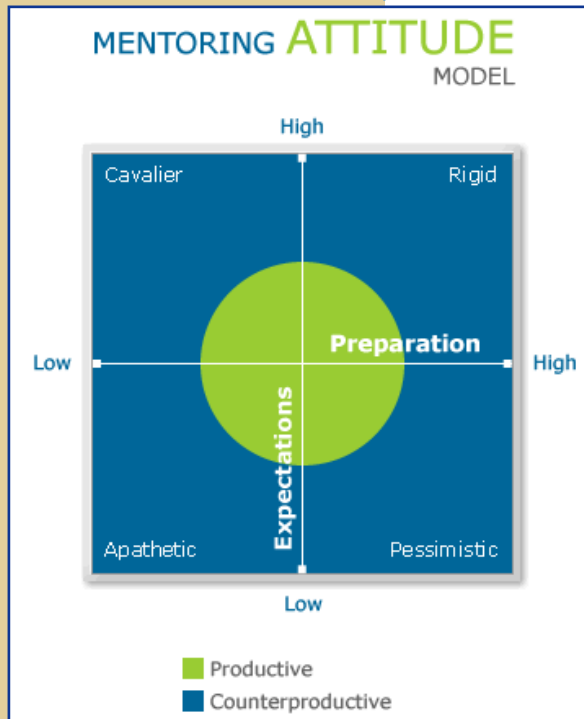 MENTORING ATTITUDE
MODEL
High
Cavalier Rigid
Preparation
Low High
Expectations
Apathetic Pessimistic
Low
Productive
Counterproductive